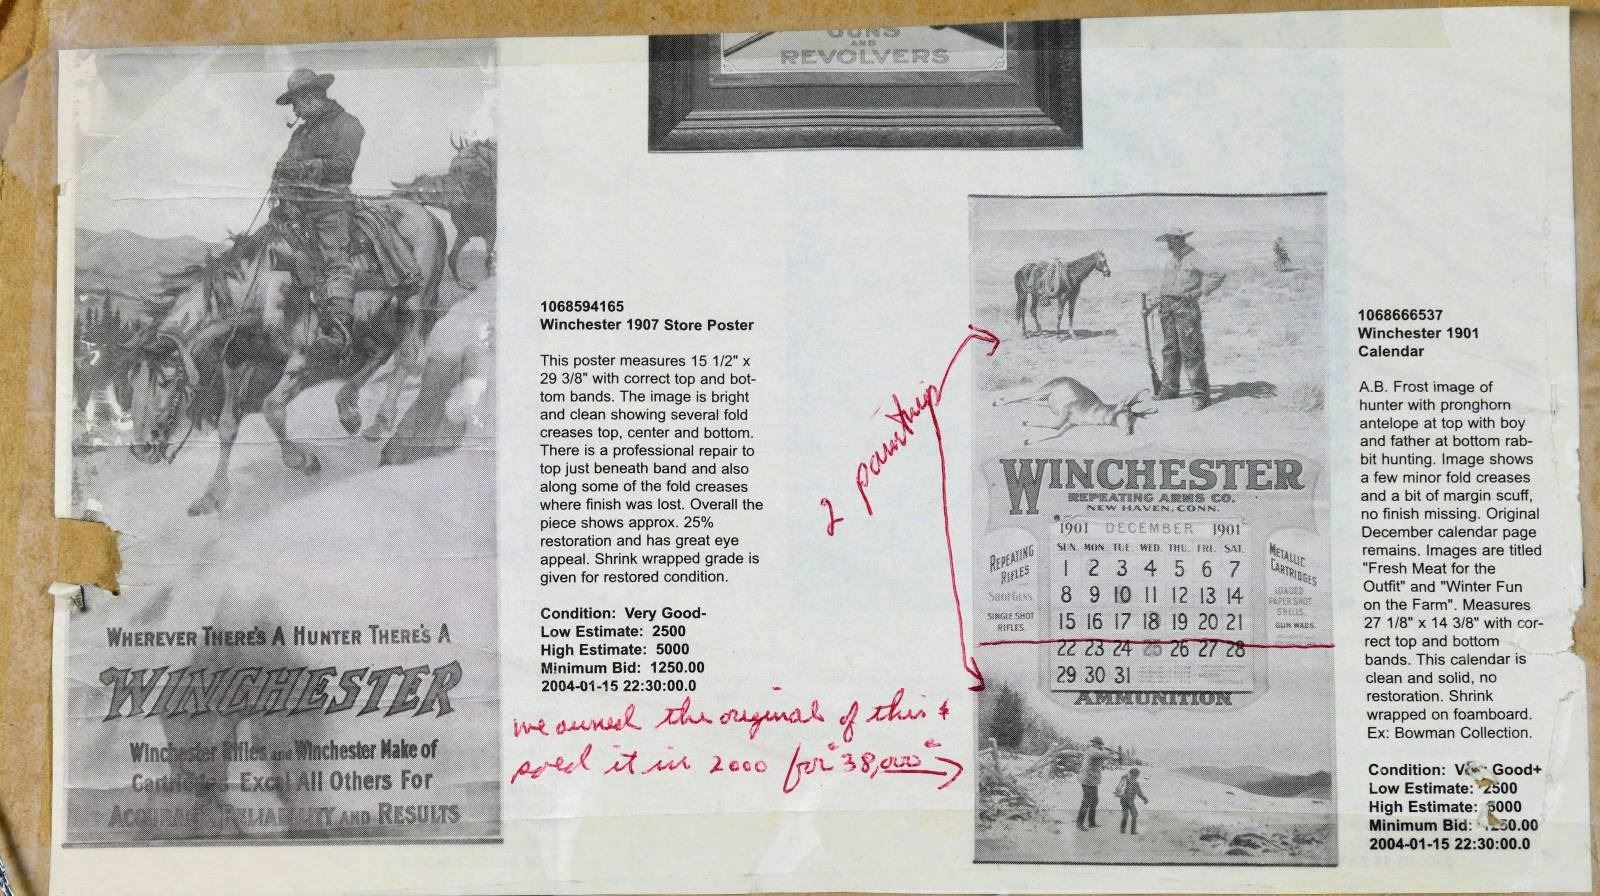 GUNS
AND
REVOLVERS
WHEREVER THERE'S A HUNTER THERE'S A
WINCHESTER
Winchester Rifles and Winchester Make of
Cartridges Excel All Others For
ACCURACY, RELIABILITY AND RESULTS
1068594165
Winchester 1907 Store Poster
This poster measures 15 1/2" x
29 3/8" with correct top and bot-
tom bands. The image is bright
and clean showing several fold
creases top, center and bottom.
There is a professional repair to
top just beneath band and also
along some of the fold creases
where finish was lost. Overall the
piece shows approx. 25%
restoration and has great eye
appeal. Shrink wrapped grade is
given for restored condition.
Condition: Very Good-
Low Estimate: 2500
High Estimate: 5000
Minimum Bid: 1250.00
2004-01-15 22:30:00.0
we owned the original of this &
sold it in 2000 for 38,000
2 paintings
WINCHESTER
REPEATING ARMS CO.
NEW HAVEN, CONN.
1901 DECEMBER 1901
SUN. MON. TUE. WED. THU. FRI. SAT.
1 2 3 4 5 6 7
8 9 10 11 12 13 14
15 16 17 18 19 20 21
22 23 24 25 26 27 28
29 30 31
REPEATING
RIFLES
SHOTGUNS
SINGLE SHOT
RIFLES.
METALLIC
CARTRIDGES
LOADED
PAPER SHOT
SHELLS.
GUN WADS.
AMMUNITION
1068666537
Winchester 1901
Calendar
A.B. Frost image of
hunter with pronghorn
antelope at top with boy
and father at bottom rab-
bit hunting. Image shows
a few minor fold creases
and a bit of margin scuff,
no finish missing. Original
December calendar page
remains. Images are titled
"Fresh Meat for the
Outfit" and "Winter Fun
on the Farm". Measures
27 1/8" x 14 3/8" with cor-
rect top and bottom
bands. This calendar is
clean and solid, no
restoration. Shrink
wrapped on foamboard.
Ex: Bowman Collection.
Condition: Very Good+
Low Estimate: 2500
High Estimate: 5000
Minimum Bid: 1250.00
2004-01-15 22:30:00.0